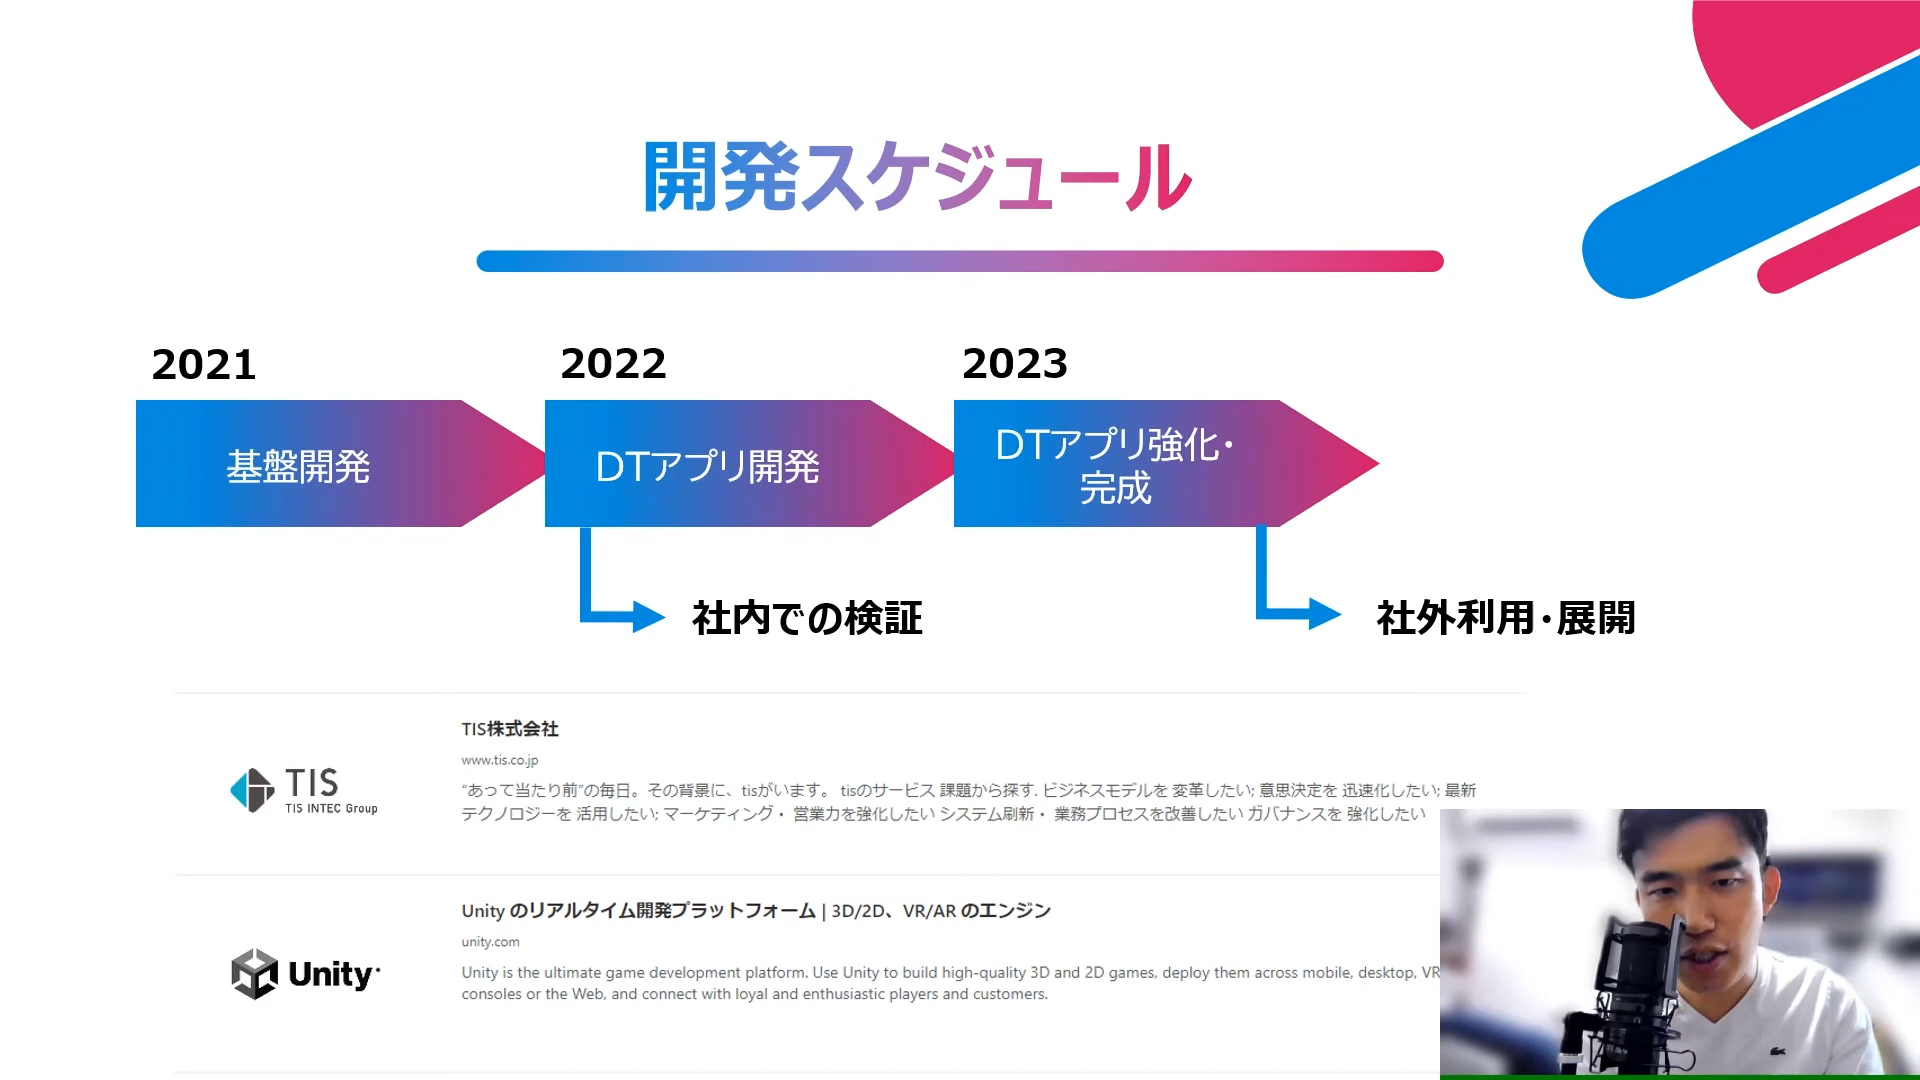 開発スケジュール
2021
2022
2023
基盤開発
DTアプリ開発
DTアプリ強化・
完成
社内での検証
社外利用・展開
TIS株式会社
www.tis.co.jp
TIS
TIS INTEC Group
“あって当たり前”の毎日。その背景に、tisがいます。 tisのサービス 課題から探す. ビジネスモデルを 変革したい; 意思決定を 迅速化したい; 最新
テクノロジーを 活用したい; マーケティング・ 営業力を強化したい システム刷新・ 業務プロセスを改善したい ガバナンスを 強化したい
Unity のリアルタイム開発プラットフォーム | 3D/2D、VR/AR のエンジン
unity.com
Unity
Unity is the ultimate game development platform. Use Unity to build high-quality 3D and 2D games, deploy them across mobile, desktop, VR
consoles or the Web, and connect with loyal and enthusiastic players and customers.